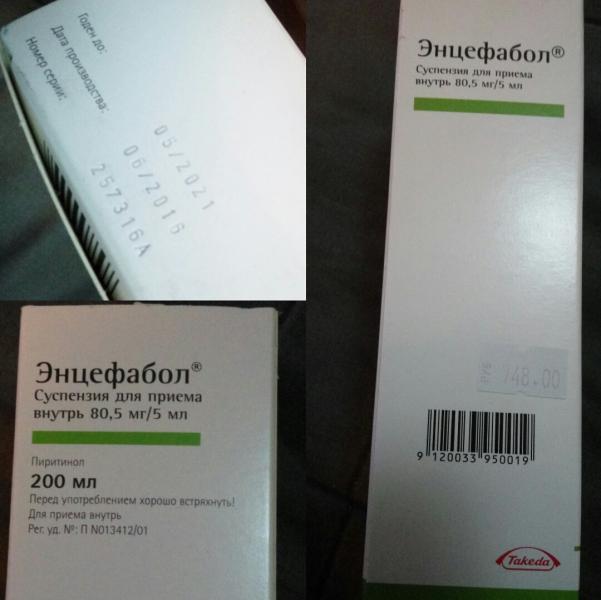 Годен до:
Дата производства:
Номер серии:
05/2021
06/2016
257316A
Энцефабол®
Суспензия для приема
внутрь 80,5 мг/5 мл
Пиритинол
200 мл
Перед употреблением хорошо встряхнуть!
Для приема внутрь
Рег. уд. №: П N013412/01
Энцефабол®
Суспензия для приема
внутрь 80,5 мг/5 мл
РУБ 748.00
9 120033 950019
Takeda